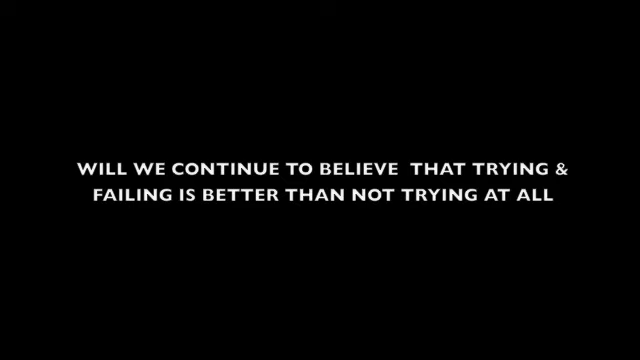 WILL WE CONTINUE TO BELIEVE  THAT TRYING &
FAILING IS BETTER THAN NOT TRYING AT ALL